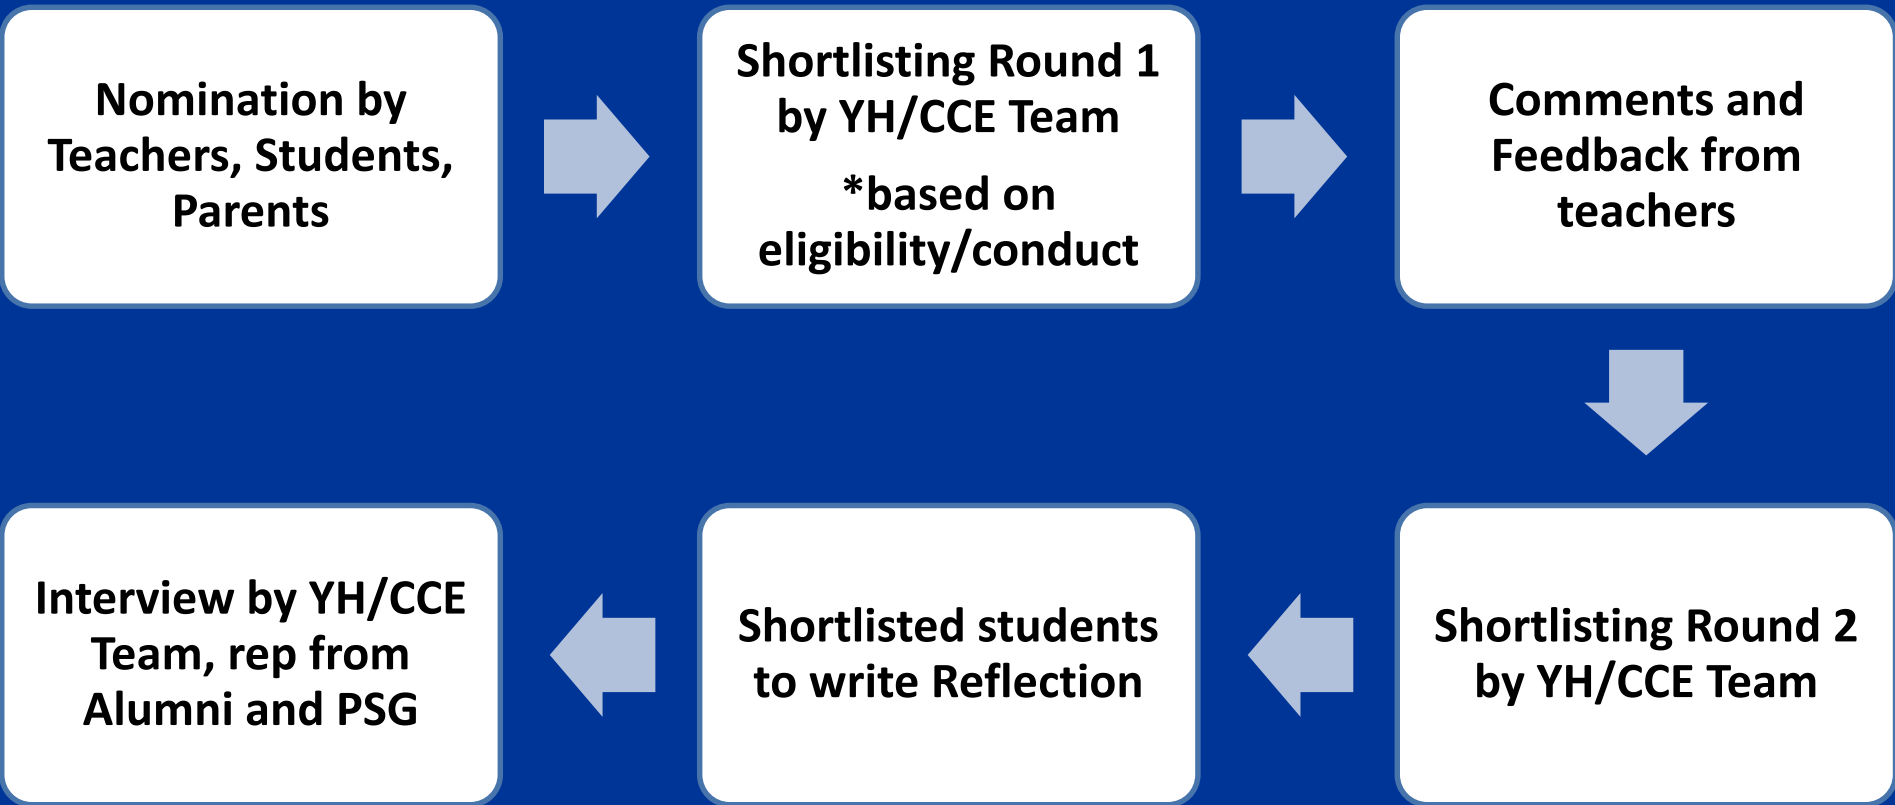 Nomination by
Teachers, Students,
Parents
Shortlisting Round 1
by YH/CCE Team
*based on
eligibility/conduct
Comments and
Feedback from
teachers
Shortlisting Round 2
by YH/CCE Team
Shortlisted students
to write Reflection
Interview by YH/CCE
Team, rep from
Alumni and PSG